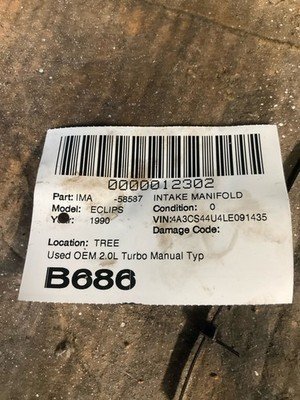 0000012302
Part: IMA -58587 INTAKE MANIFOLD
Model: ECLIPS Condition: 0
Year: 1990 VIN:4A3CS44U4LE091435
Damage Code:
Location: TREE
Used OEM 2.0L Turbo Manual Typ
B686